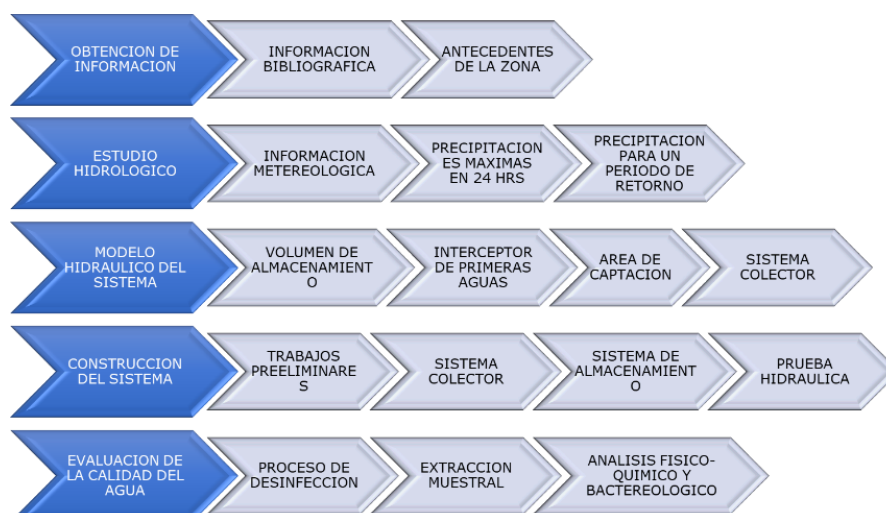 OBTENCION DE
INFORMACION
INFORMACION
BIBLIOGRAFICA
ANTECEDENTES
DE LA ZONA
ESTUDIO
HIDROLOGICO
INFORMACION
METEREOLOGICA
PRECIPITACION
ES MAXIMAS
EN 24 HRS
PRECIPITACION
PARA UN
PERIODO DE
RETORNO
MODELO
HIDRAULICO DEL
SISTEMA
VOLUMEN DE
ALMACENAMIENT
O
INTERCEPTOR
DE PRIMERAS
AGUAS
AREA DE
CAPTACION
SISTEMA
COLECTOR
CONSTRUCCION
DEL SISTEMA
TRABAJOS
PREELIMINARE
S
SISTEMA
COLECTOR
SISTEMA DE
ALMACENAMIENT
O
PRUEBA
HIDRAULICA
EVALUACION DE
LA CALIDAD DEL
AGUA
PROCESO DE
DESINFECCION
EXTRACCION
MUESTRAL
ANALISIS FISICO-
QUIMICO Y
BACTEREOLOGICO